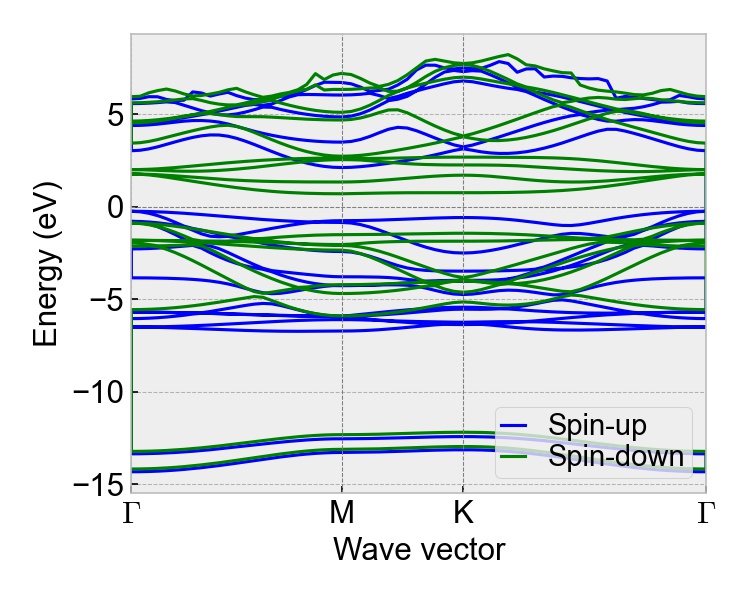 Energy (eV)
5
0
−5
−10
−15
Spin-up
Spin-down
Γ M K Γ
Wave vector